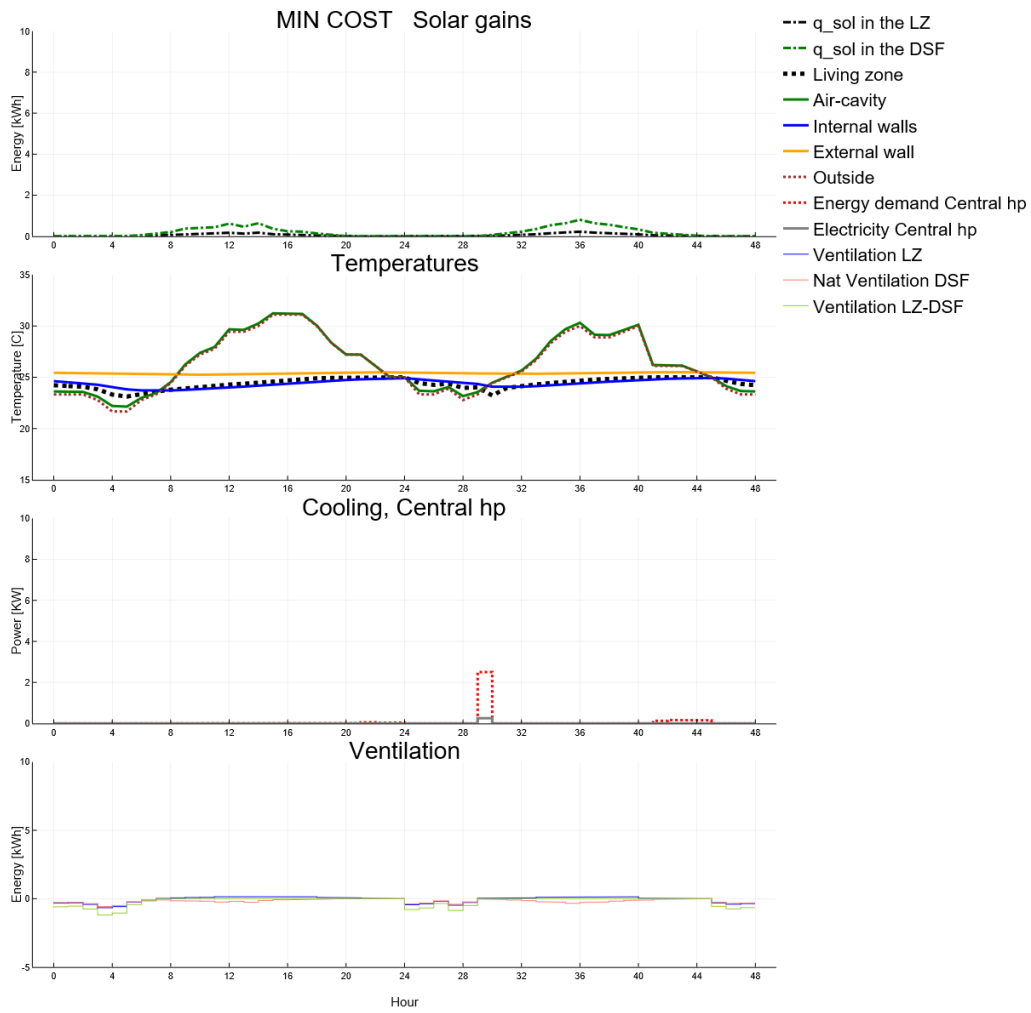 MIN COST   Solar gains
Energy [kWh]
10
8
6
4
2
0
0 4 8 12 16 20 24 28 32 36 40 44 48
q_sol in the LZ
q_sol in the DSF
Living zone
Air-cavity
Internal walls
External wall
Outside
Energy demand Central hp
Electricity Central hp
Ventilation LZ
Nat Ventilation DSF
Ventilation LZ-DSF
Temperatures
Temperature [C]
35
30
25
20
15
0 4 8 12 16 20 24 28 32 36 40 44 48
Cooling, Central hp
Power [KW]
10
8
6
4
2
0
0 4 8 12 16 20 24 28 32 36 40 44 48
Ventilation
Energy [kWh]
10
5
0
-5
0 4 8 12 16 20 24 28 32 36 40 44 48
Hour